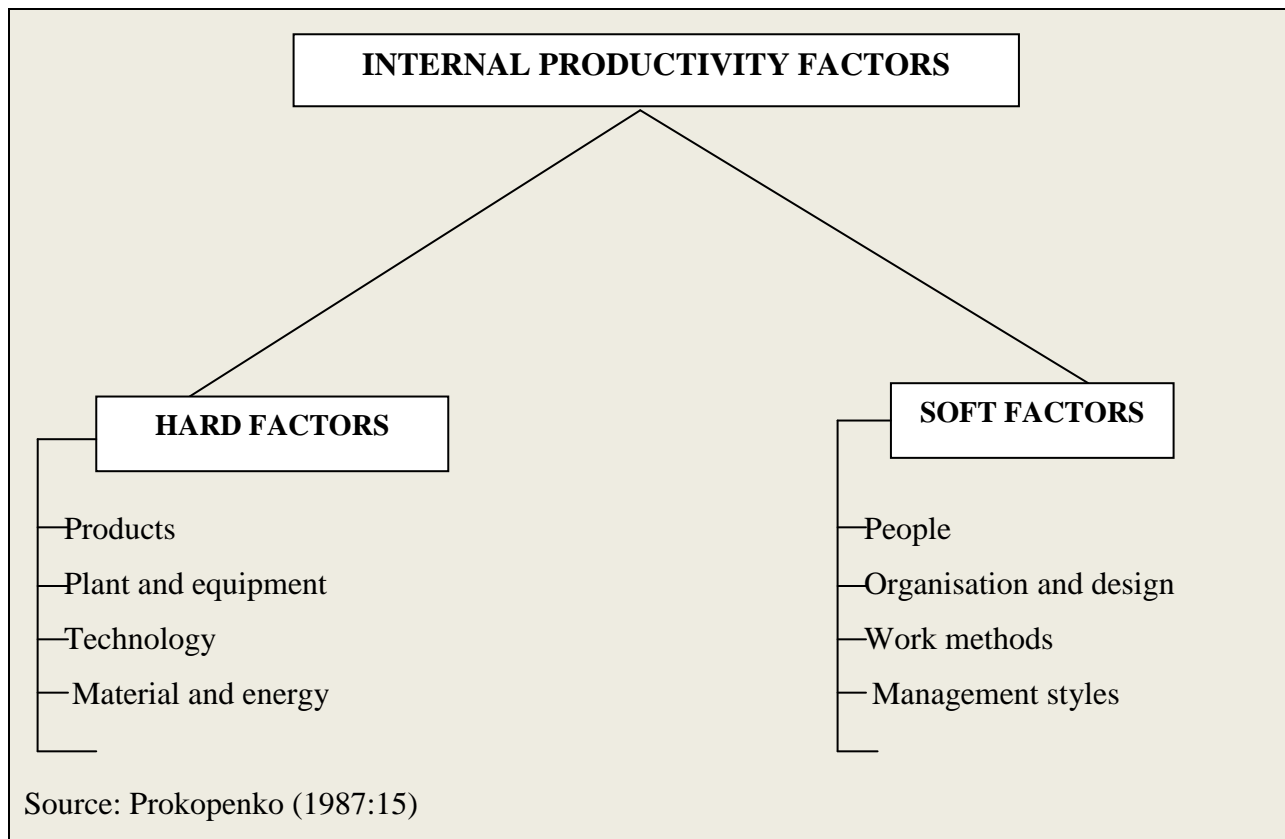 INTERNAL PRODUCTIVITY FACTORS
HARD FACTORS
Products
Plant and equipment
Technology
Material and energy
SOFT FACTORS
People
Organisation and design
Work methods
Management styles
Source: Prokopenko (1987:15)